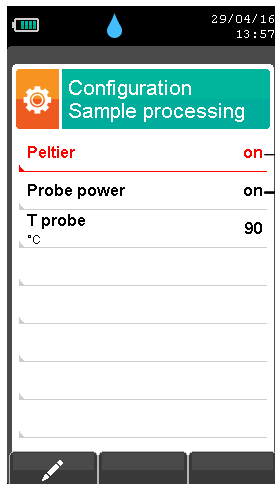 29/04/16
13:57
Configuration
Sample processing
Peltier on
Probe power on
T probe 90
°C